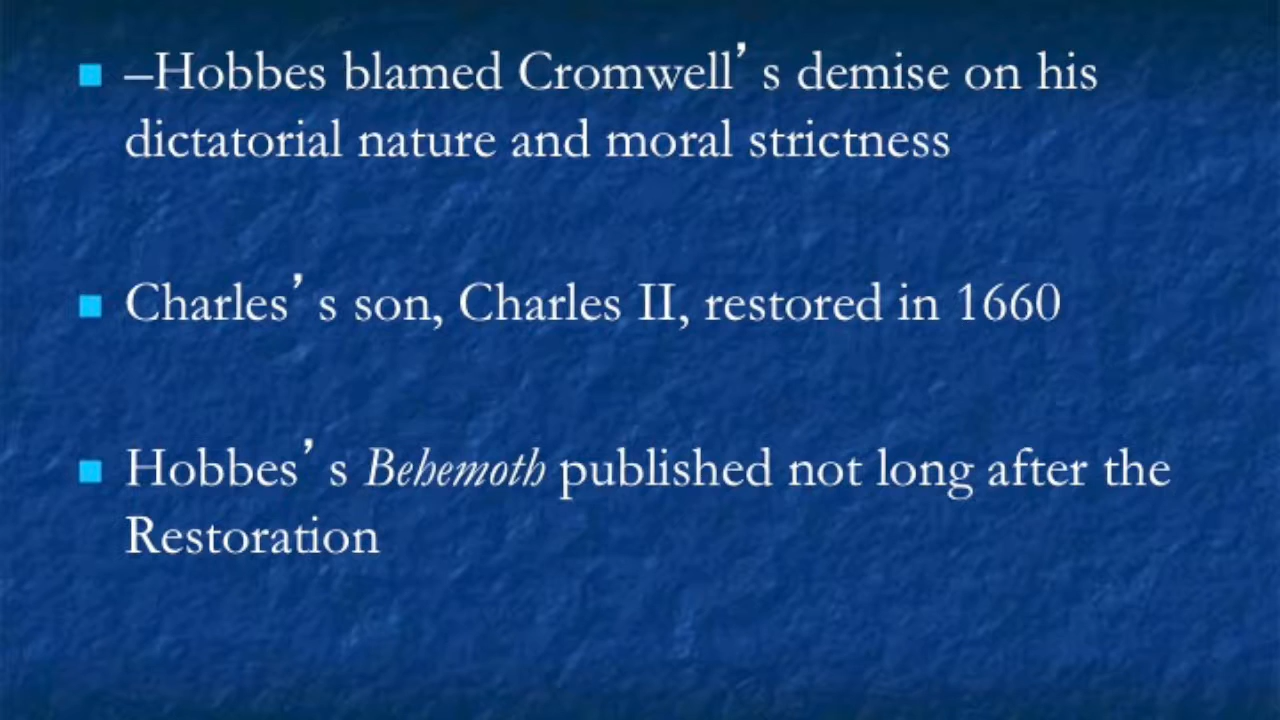 –Hobbes blamed Cromwell’s demise on his
dictatorial nature and moral strictness
Charles’s son, Charles II, restored in 1660
Hobbes’s Behemoth published not long after the
Restoration